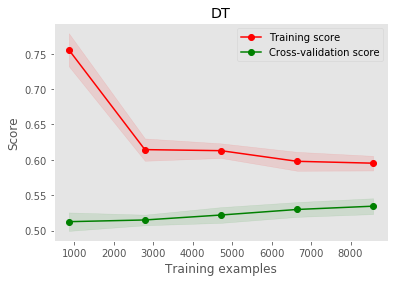 DT
Training score
Cross-validation score
Score
0.75
0.70
0.65
0.60
0.55
0.50
1000 2000 3000 4000 5000 6000 7000 8000
Training examples